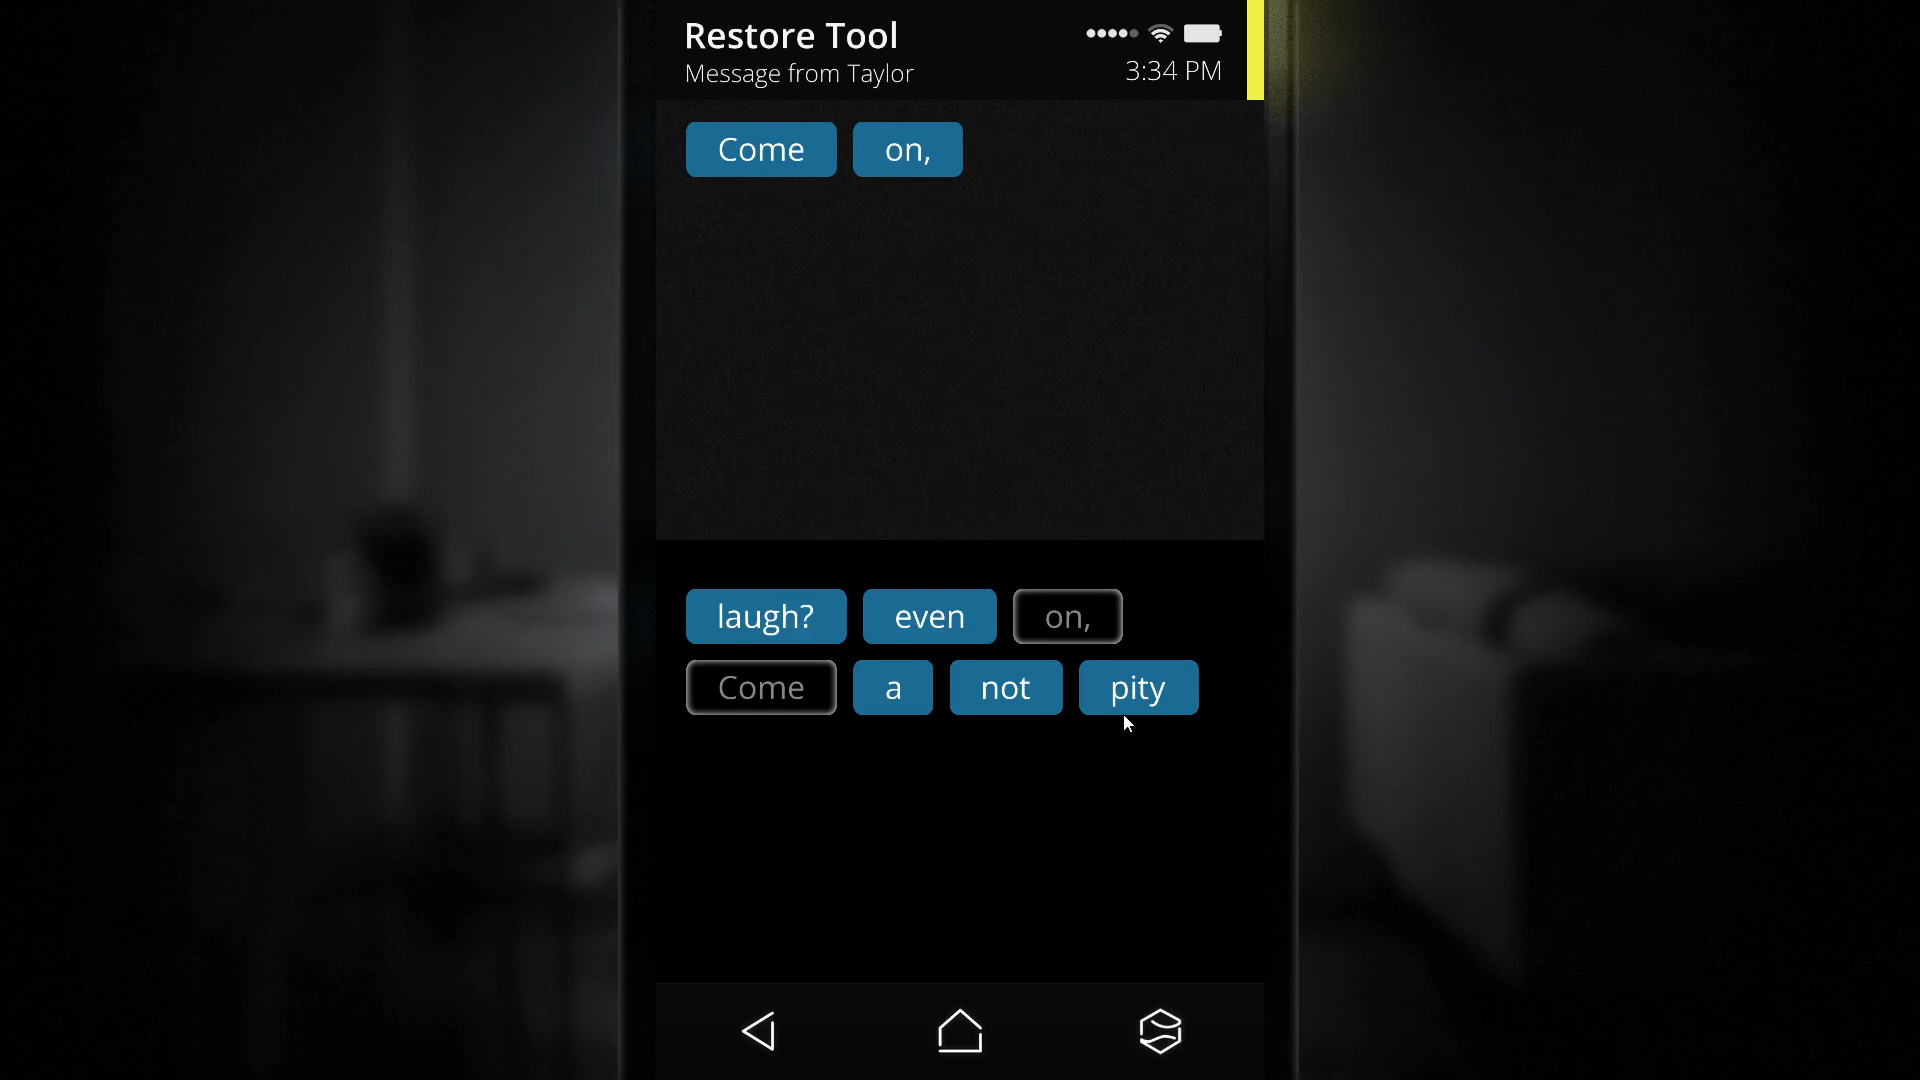 Restore Tool
Message from Taylor
3:34 PM
Come on,
laugh? even on,
Come a not pity